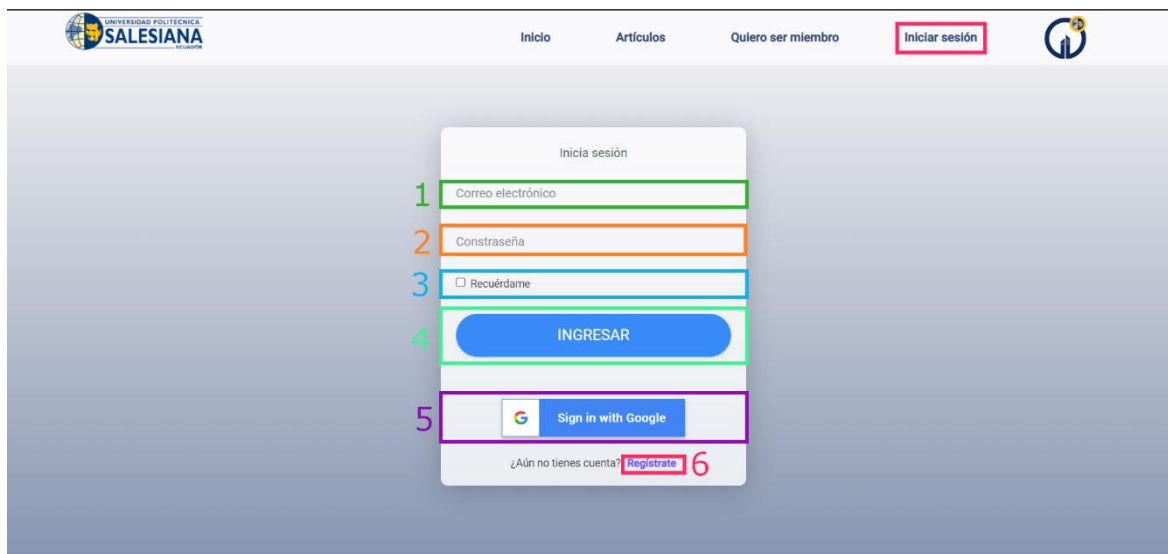 UNIVERSIDAD POLITÉCNICA
SALESIANA
ECUADOR
Inicio Artículos Quiero ser miembro Iniciar sesión
Inicia sesión
1 Correo electrónico
2 Constraseña
3 Recuérdame
4 INGRESAR
5 G Sign in with Google
¿Aún no tienes cuenta? Regístrate 6